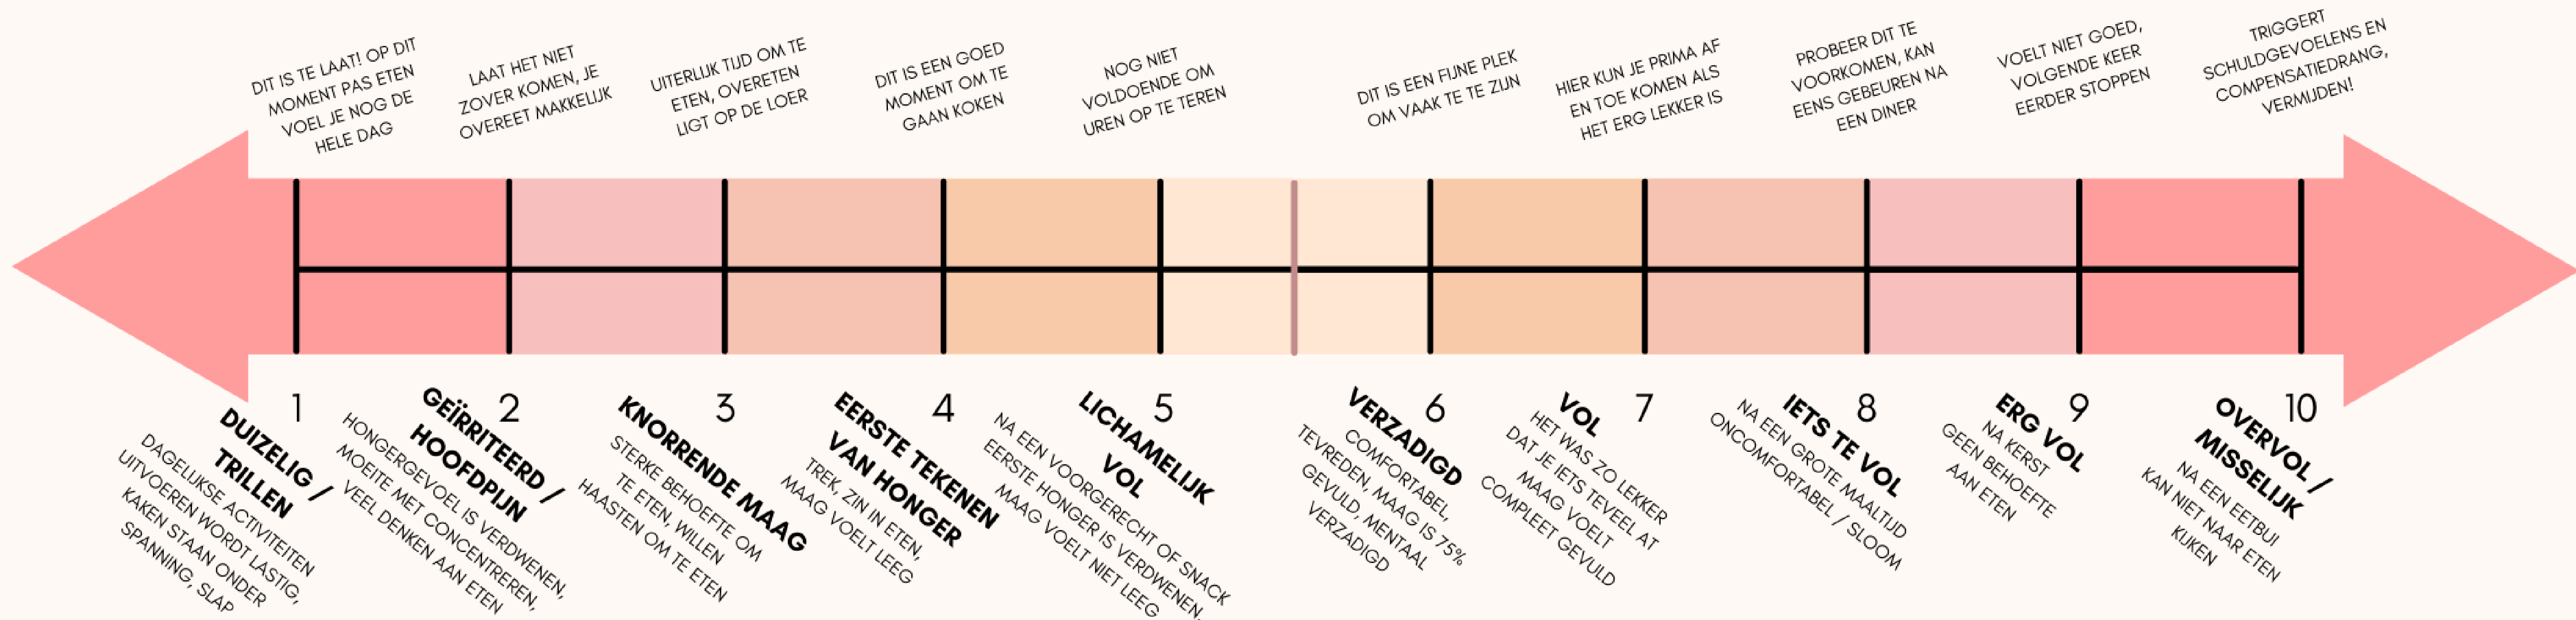 DIT IS TE LAAT! OP DIT
MOMENT PAS ETEN
VOEL JE NOG DE
HELE DAG
LAAT HET NIET
ZOVER KOMEN, JE
OVEREET MAKKELIJK
UITERLIJK TIJD OM TE
ETEN, OVERETEN
LIGT OP DE LOER
DIT IS EEN GOED
MOMENT OM TE
GAAN KOKEN
NOG NIET
VOLDOENDE OM
UREN OP TE TEREN
DIT IS EEN FIJNE PLEK
OM VAAK TE TE ZIJN
HIER KUN JE PRIMA AF
EN TOE KOMEN ALS
HET ERG LEKKER IS
PROBEER DIT TE
VOORKOMEN, KAN
EENS GEBEUREN NA
EEN DINER
VOELT NIET GOED,
VOLGENDE KEER
EERDER STOPPEN
TRIGGERT
SCHULDGEVOELENS EN
COMPENSATIEDRANG,
VERMIJDEN!
1
DUIZELIG /
TRILLEN
DAGELIJKSE ACTIVITEITEN
UITVOEREN WORDT LASTIG,
KAKEN STAAN ONDER
SPANNING, SLAP
2
GEÏRRITEERD /
HOOFDPIJN
HONGERGEVOEL IS VERDWENEN,
MOEITE MET CONCENTREREN,
VEEL DENKEN AAN ETEN
3
KNORRENDE MAAG
STERKE BEHOEFTE OM
TE ETEN, WILLEN
HAASTEN OM TE ETEN
4
EERSTE TEKENEN
VAN HONGER
TREK, ZIN IN ETEN,
MAAG VOELT LEEG
5
LICHAMELIJK
VOL
NA EEN VOORGERECHT OF SNACK
EERSTE HONGER IS VERDWENEN,
MAAG VOELT NIET LEEG
6
VERZADIGD
COMFORTABEL,
TEVREDEN, MAAG IS 75%
GEVULD, MENTAAL
VERZADIGD
7
VOL
HET WAS ZO LEKKER
DAT JE IETS TEVEEL AT
MAAG VOELT
COMPLEET GEVULD
8
IETS TE VOL
NA EEN GROTE MAALTIJD
ONCOMFORTABEL / SLOOM
9
ERG VOL
NA KERST
GEEN BEHOEFTE
AAN ETEN
10
OVERVOL /
MISSELIJK
NA EEN EETBUI
KAN NIET NAAR ETEN
KIJKEN